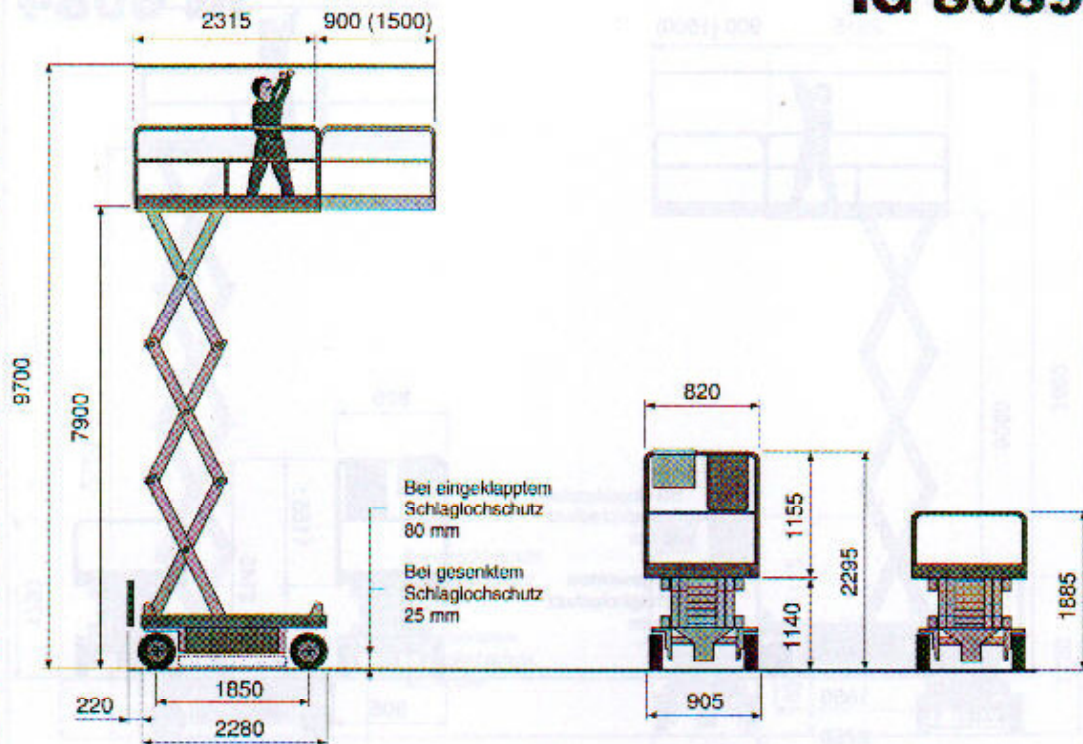 2315
900 (1500)
9700
7900
820
Bei eingeklapptem
Schlaglochschutz
80 mm
Bei gesenktem
Schlaglochschutz
25 mm
1155
2295
1140
1885
220
1850
2280
905